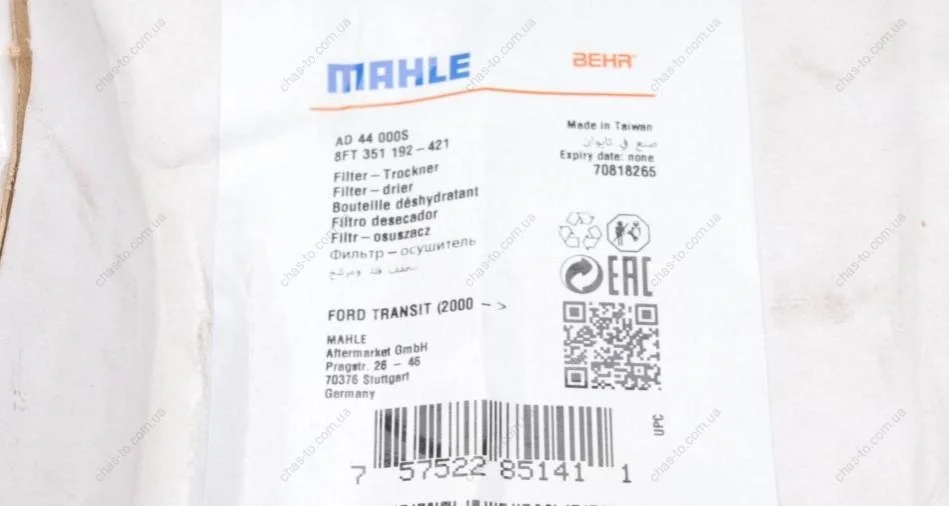 MAHLE
BEHR
AD 44 000S
8FT 351 192-421
Filter-Trockner
Filter-drier
Bouteille déshydratant
Filtro desecador
Filtr-osuszacz
Фильтр-осушитель
FORD TRANSIT (2000 ->
MAHLE
Aftermarket GmbH
Pragstr. 26 - 46
70376 Stuttgart
Germany
Made in Taiwan
صنع في تايوان
Expiry date: none
70818265
EAC
UPC
7 57522 85141 1
chas-to.com.ua